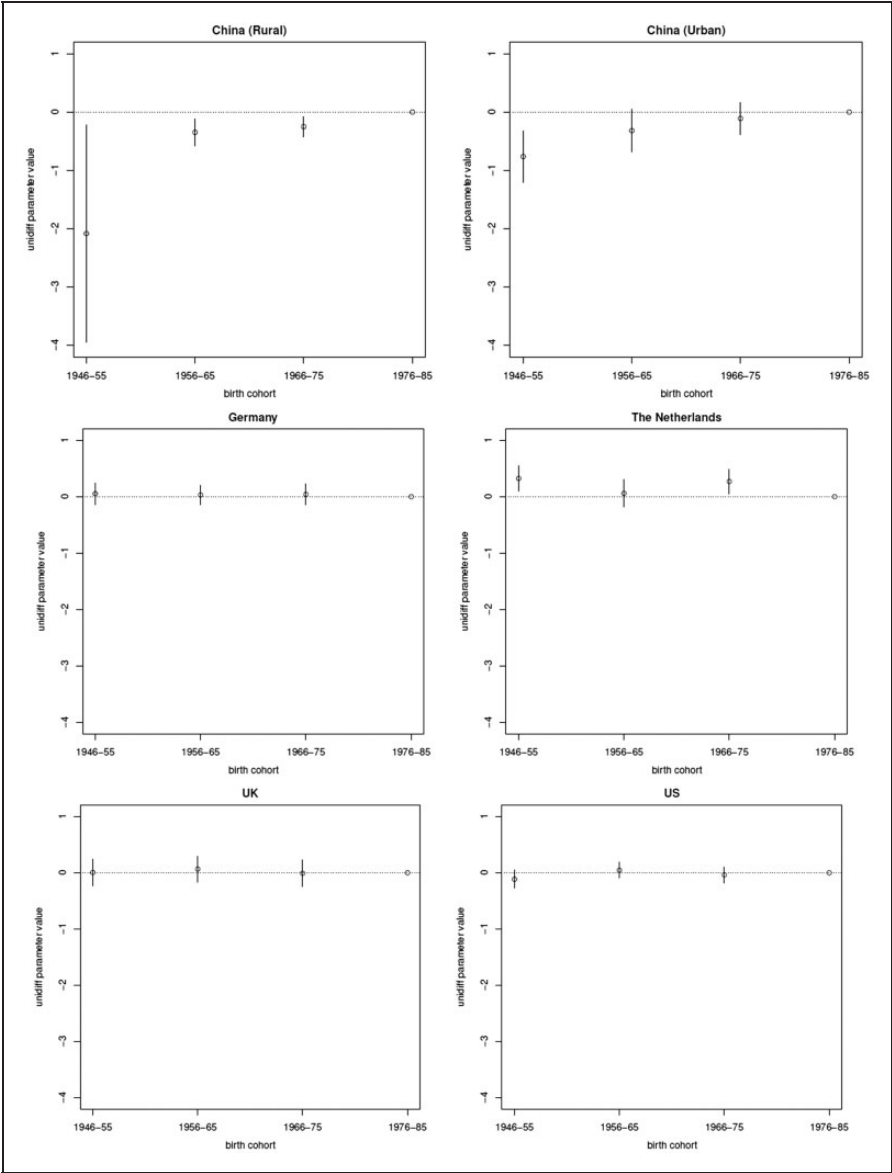 China (Rural)
unidiff parameter value
1
0
−1
−2
−3
−4
1946−55 1956−65 1966−75 1976−85
birth cohort
China (Urban)
unidiff parameter value
1
0
−1
−2
−3
−4
1946−55 1956−65 1966−75 1976−85
birth cohort
Germany
unidiff parameter value
1
0
−1
−2
−3
−4
1946−55 1956−65 1966−75 1976−85
birth cohort
The Netherlands
unidiff parameter value
1
0
−1
−2
−3
−4
1946−55 1956−65 1966−75 1976−85
birth cohort
UK
unidiff parameter value
1
0
−1
−2
−3
−4
1946−55 1956−65 1966−75 1976−85
birth cohort
US
unidiff parameter value
1
0
−1
−2
−3
−4
1946−55 1956−65 1966−75 1976−85
birth cohort